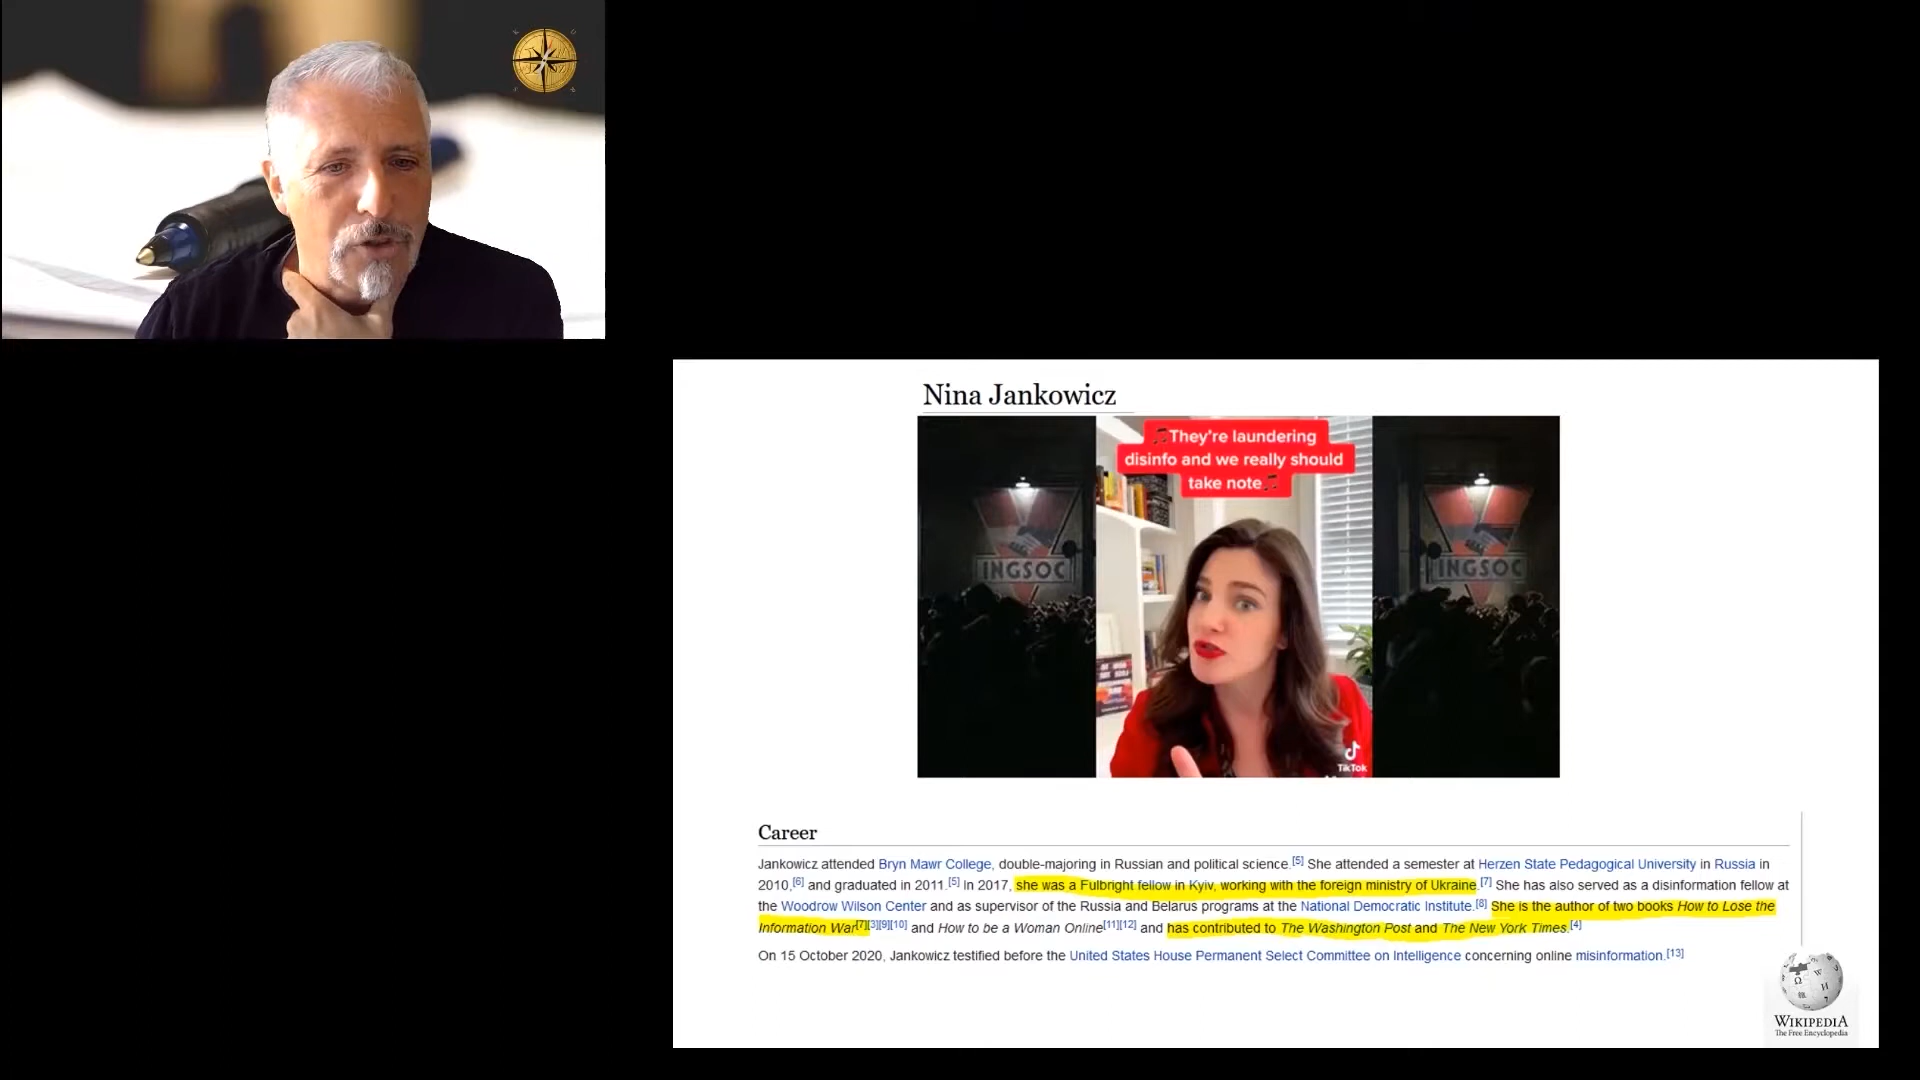 Nina Jankowicz
🎵They're laundering
disinfo and we really should
take note🎵
INGSOC
INGSOC
TikTok
Career
Jankowicz attended Bryn Mawr College, double-majoring in Russian and political science.[5] She attended a semester at Herzen State Pedagogical University in Russia in
2010,[6] and graduated in 2011.[5] In 2017, she was a Fulbright fellow in Kyiv, working with the foreign ministry of Ukraine.[7] She has also served as a disinformation fellow at
the Woodrow Wilson Center and as supervisor of the Russia and Belarus programs at the National Democratic Institute.[8] She is the author of two books How to Lose the
Information War[7][3][9][10] and How to be a Woman Online[11][12] and has contributed to The Washington Post and The New York Times.[4]
On 15 October 2020, Jankowicz testified before the United States House Permanent Select Committee on Intelligence concerning online misinformation.[13]
WIKIPEDIA
The Free Encyclopedia